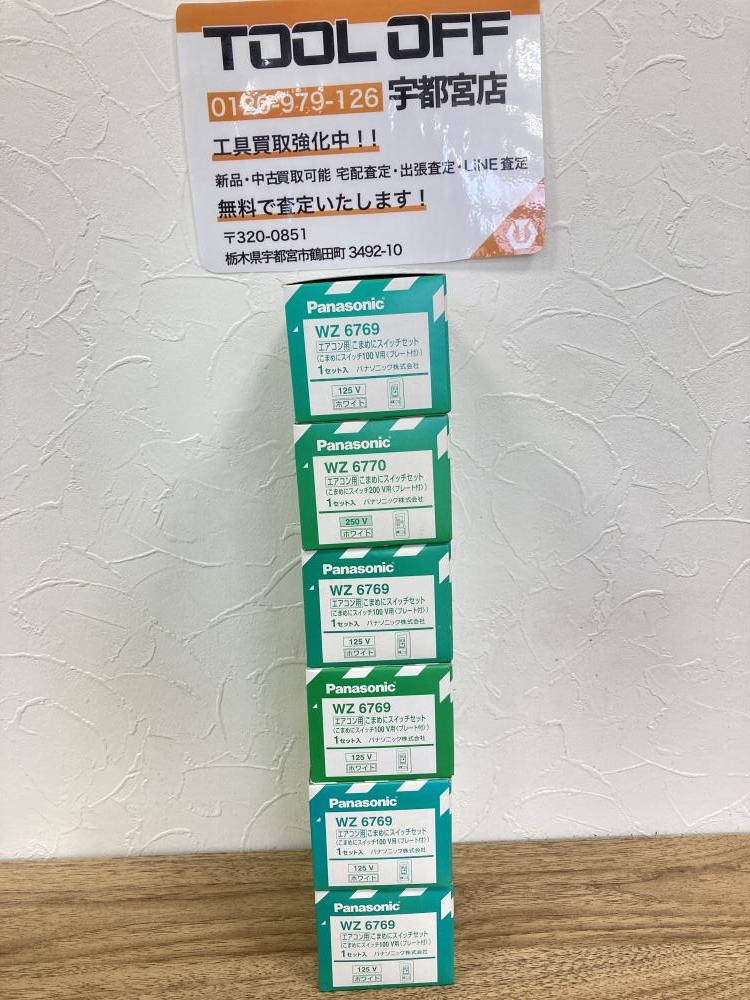 TOOL OFF
0120-979-126 宇都宮店
工具買取強化中！！
新品・中古買取可能 宅配査定・出張査定・LiNE査定
無料で査定いたします！
〒320-0851
栃木県宇都宮市鶴田町 3492-10
Panasonic
WZ 6769
エアコン用 こまめにスイッチセット
(こまめにスイッチ100 V用(プレート付))
1セット入 パナソニック株式会社
125 V
ホワイト
Panasonic
WZ 6770
エアコン用 こまめにスイッチセット
(こまめにスイッチ200 V用(プレート付))
1セット入 パナソニック株式会社
250 V
ホワイト
Panasonic
WZ 6769
エアコン用 こまめにスイッチセット
(こまめにスイッチ100 V用(プレート付))
1セット入 パナソニック株式会社
125 V
ホワイト
Panasonic
WZ 6769
エアコン用 こまめにスイッチセット
(こまめにスイッチ100 V用(プレート付))
1セット入 パナソニック株式会社
125 V
ホワイト
Panasonic
WZ 6769
エアコン用 こまめにスイッチセット
(こまめにスイッチ100 V用(プレート付))
1セット入 パナソニック株式会社
125 V
ホワイト
Panasonic
WZ 6769
エアコン用 こまめにスイッチセット
(こまめにスイッチ100 V用(プレート付))
1セット入 パナソニック株式会社
125 V
ホワイト